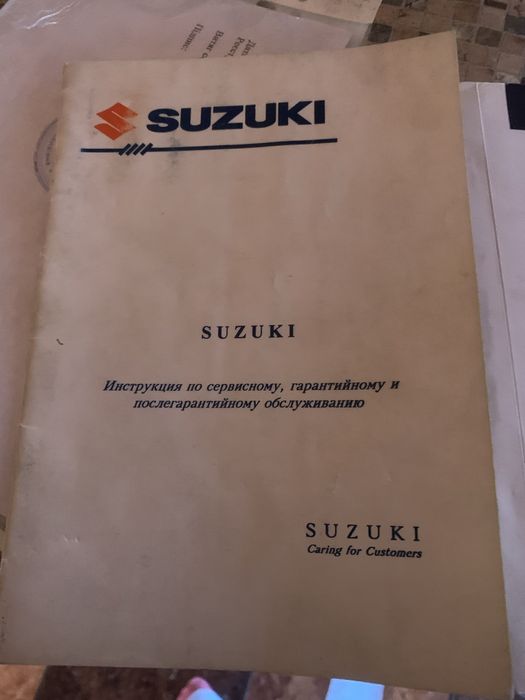 SUZUKI
SUZUKI
Инструкция по сервисному, гарантийному и
послегарантийному обслуживанию
SUZUKI
Caring for Customers